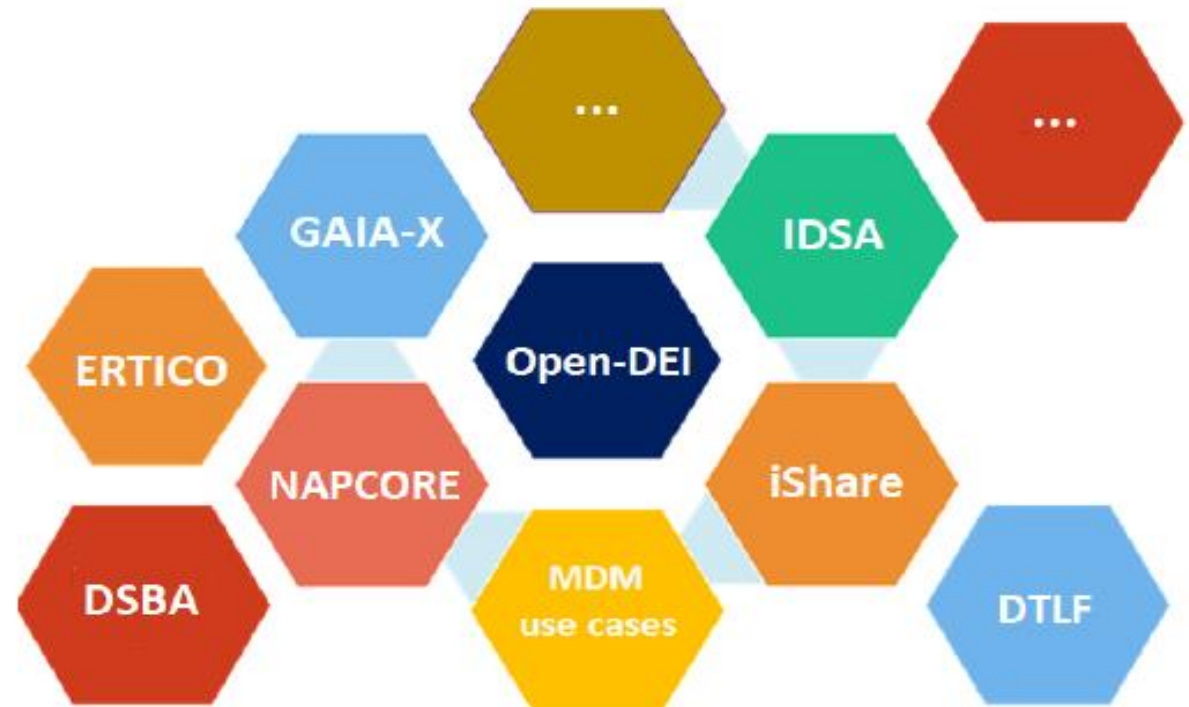 ...
...
GAIA-X
IDSA
Open-DEI
ERTICO
NAPCORE
iShare
MDM
use cases
DSBA
DTLF